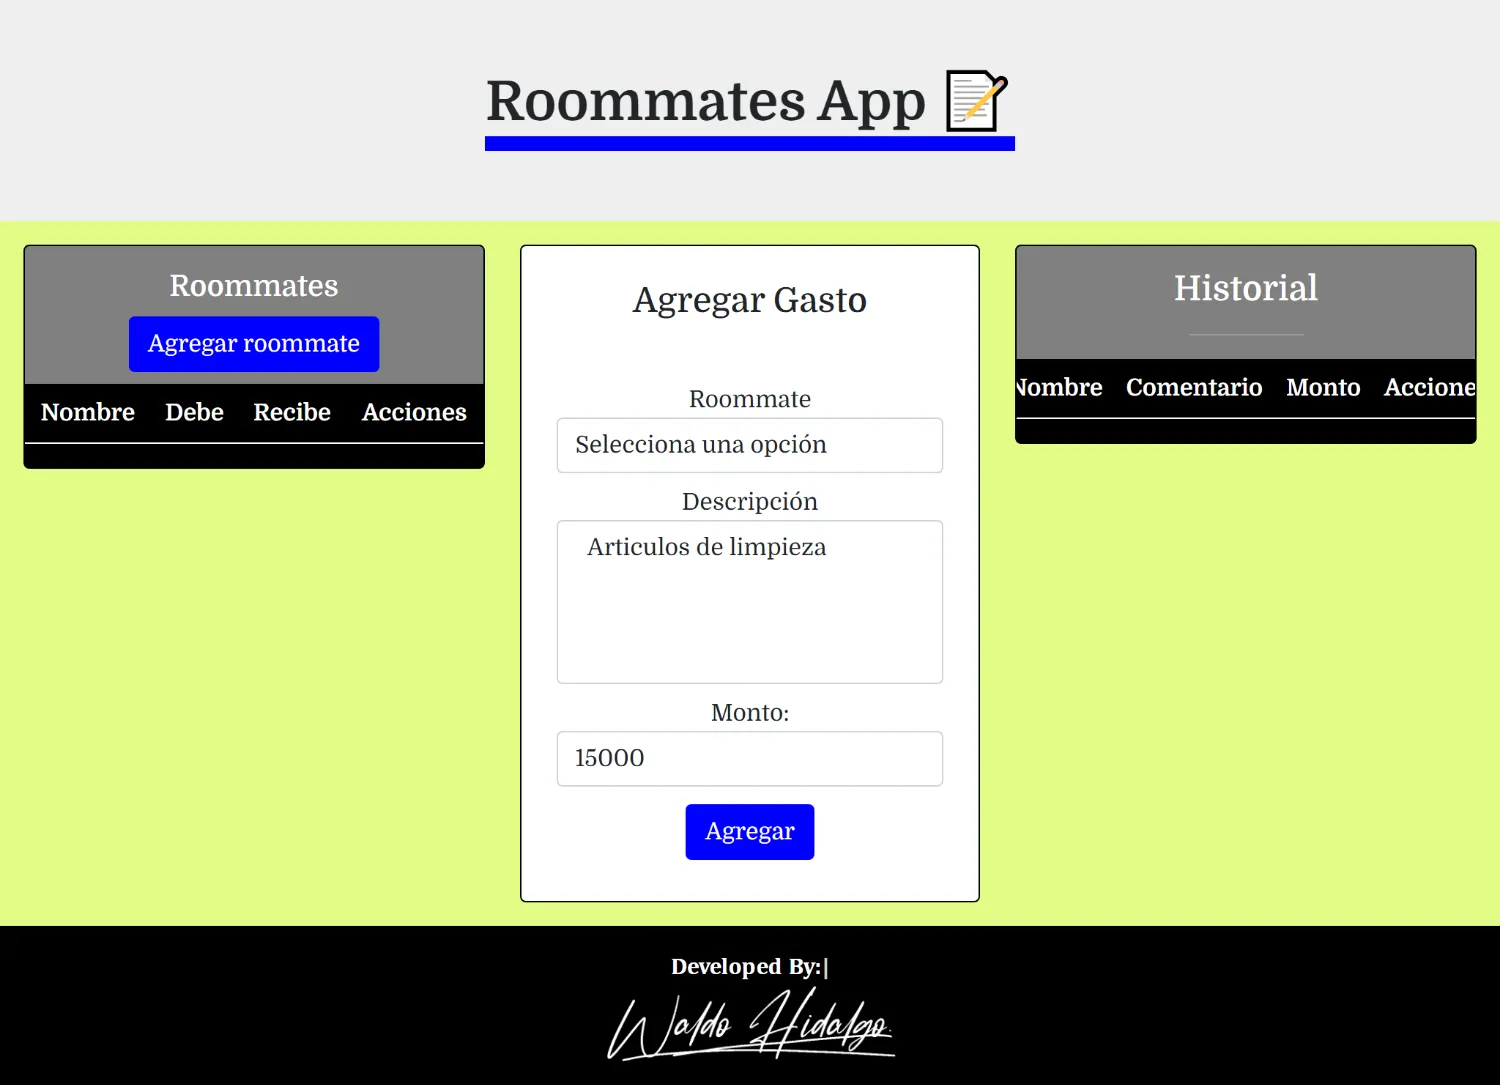 Roommates App
Roommates
Agregar roommate
Nombre Debe Recibe Acciones
Agregar Gasto
Roommate
Selecciona una opción
Descripción
Articulos de limpieza
Monto:
15000
Agregar
Historial
Nombre Comentario Monto Accione
Developed By:|
Waldo Hidalgo.